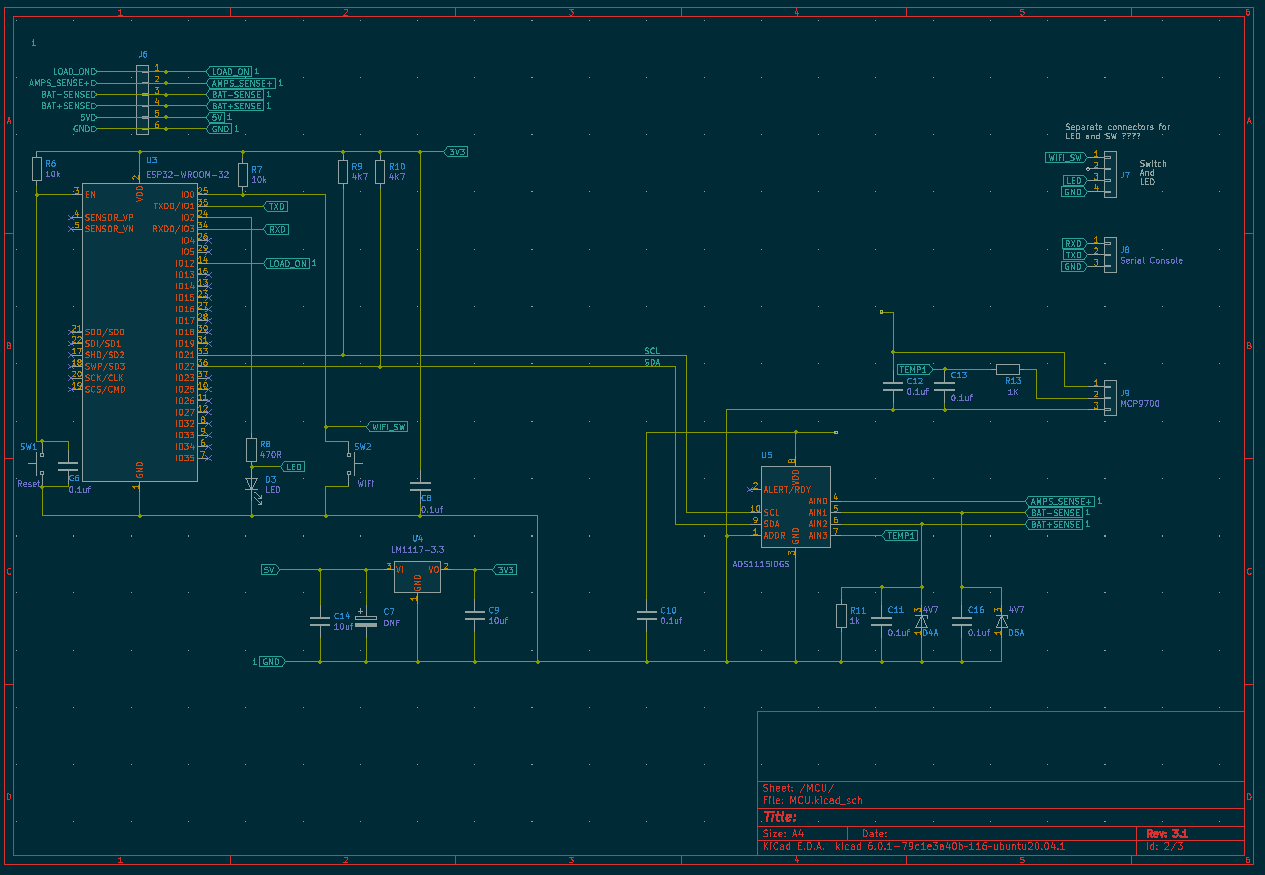 1 2 3 4 5 6
1
J6
LOAD_ON 1 LOAD_ON 1
AMPS_SENSE+ 2 AMPS_SENSE+ 1
BAT-SENSE 3 BAT-SENSE 1
BAT+SENSE 4 BAT+SENSE 1
5V 5 5V 1
GND 6 GND 1
A A
Separate connectors for
LED and SW ????
WIFI_SW 1
2
LED 3
GND 4
J7
Switch
And
LED
3V3
R6
10k
U3
ESP32-WROOM-32
R7
10k
R9
4K7
R10
4K7
2
VDD
3 EN
4 SENSOR_VP
5 SENSOR_VN
21 SDO/SD0
22 SDI/SD1
17 SHD/SD2
18 SWP/SD3
20 SCK/CLK
19 SCS/CMD
IO0 25
TXD0/IO1 35 TXD
IO2 24
RXD0/IO3 34 RXD
IO4 26
IO5 29
IO12 14 LOAD_ON 1
IO13 16
IO14 13
IO15 23
IO16 27
IO17 28
IO18 30
IO19 31
IO21 33
IO22 36
IO23 37
IO25 10
IO26 11
IO27 12
IO32 8
IO33 9
IO34 6
IO35 7
GND
1
RXD 1
TXD 2
GND 3
J8
Serial Console
B B
SCL
SDA
TEMP1
C12
0.1uf
C13
0.1uf
R13
1K
1
2
3
J9
MCP9700
WIFI_SW
SW1
Reset
C6
0.1uf
R8
470R
LED
D3
LED
SW2
Wifi
C8
0.1uf
U5
8
VDD
2 ALERT/RDY
10 SCL
9 SDA
1 ADDR
AIN0 4 AMPS_SENSE+ 1
AIN1 5 BAT-SENSE 1
AIN2 6 BAT+SENSE 1
AIN3 7 TEMP1
GND
3
ADS1115IDGS
C C
U4
LM1117-3.3
5V 3 VI VO 2 3V3
GND
1
C14
10uf
C7
DNF
C9
10uf
C10
0.1uf
R11
1k
C11
0.1uf
3 4V7
1 D4A
C16
0.1uf
3 4V7
1 D5A
1 GND
D D
Sheet: /MCU/
File: MCU.kicad_sch
Title:
Size: A4 Date: Rev: 3.1
KiCad E.D.A. kicad 6.0.1-79c1e3a40b-116-ubuntu20.04.1 Id: 2/3
1 2 3 4 5 6